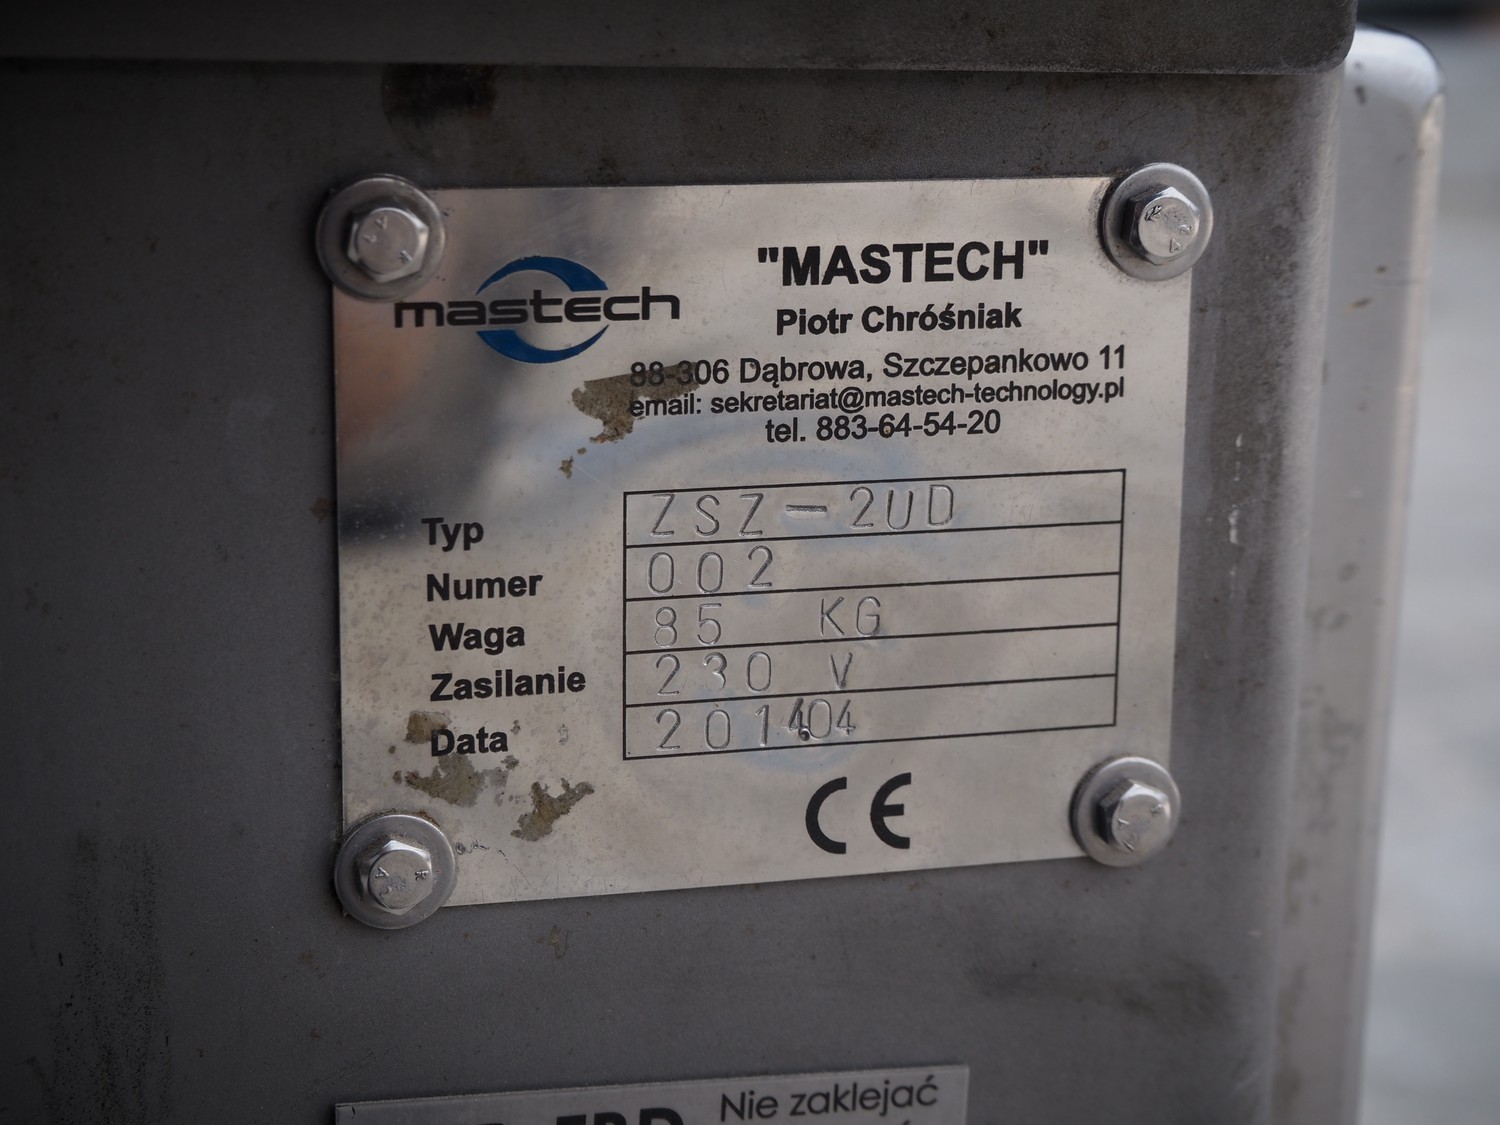 mastech
"MASTECH"
Piotr Chróśniak
88-306 Dąbrowa, Szczepankowo 11
email: sekretariat@mastech-technology.pl
tel. 883-64-54-20
Typ ZSZ-2UD
Numer 002
Waga 85 KG
Zasilanie 230 V
Data 201404
CE
Nie zaklejać